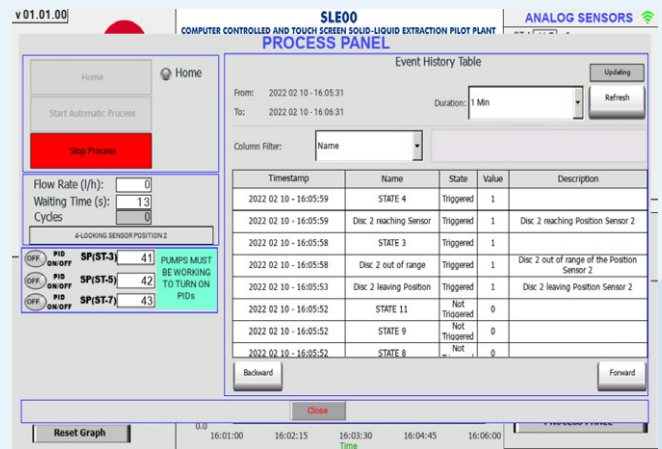 v 01.01.00
SLE00
ANALOG SENSORS
COMPUTER CONTROLLED AND TOUCH SCREEN SOLID-LIQUID EXTRACTION PILOT PLANT
PROCESS PANEL
Home
Home
Start Automatic Process
Stop Process
Flow Rate (l/h): 0
Waiting Time (s): 13
Cycles 0
4-LOOKING SENSOR POSITION 2
OFF PID ON/OFF SP(ST-3) 41
OFF PID ON/OFF SP(ST-5) 42
OFF PID ON/OFF SP(ST-7) 43
PUMPS MUST
BE WORKING
TO TURN ON
PIDs
Event History Table
Updating
From: 2022 02 10 - 16:05:31
To: 2022 02 10 - 16:06:31
Duration: 1 Min
Refresh
Column Filter: Name
Timestamp Name State Value Description
2022 02 10 - 16:05:59 STATE 4 Triggered 1
2022 02 10 - 16:05:59 Disc 2 reaching Sensor Triggered 1 Disc 2 reaching Position Sensor 2
2022 02 10 - 16:05:58 STATE 3 Triggered 1
2022 02 10 - 16:05:58 Disc 2 out of range Triggered 1 Disc 2 out of range of the Position Sensor 2
2022 02 10 - 16:05:53 Disc 2 leaving Position Triggered 1 Disc 2 leaving Position Sensor 2
2022 02 10 - 16:05:52 STATE 11 Not Triggered 0
2022 02 10 - 16:05:52 STATE 9 Not Triggered 0
2022 02 10 - 16:05:52 STATE 8 Not 0
Backward
Forward
Close
Reset Graph
0.0
16:01:00 16:02:15 16:03:30 16:04:45 16:06:00
Time
PROCESS PANEL